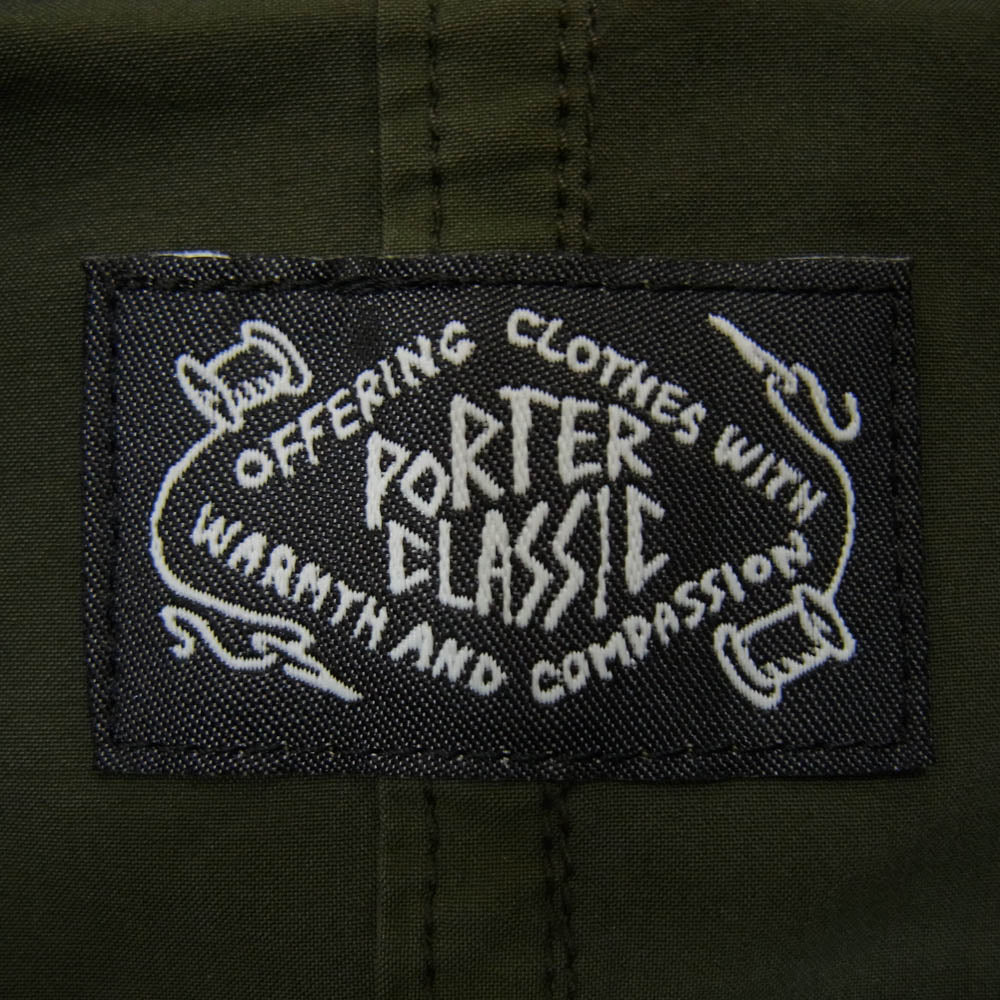 OFFERING CLOTHES WITH
PORTER
CLASSIC
WARMTH AND COMPASSION